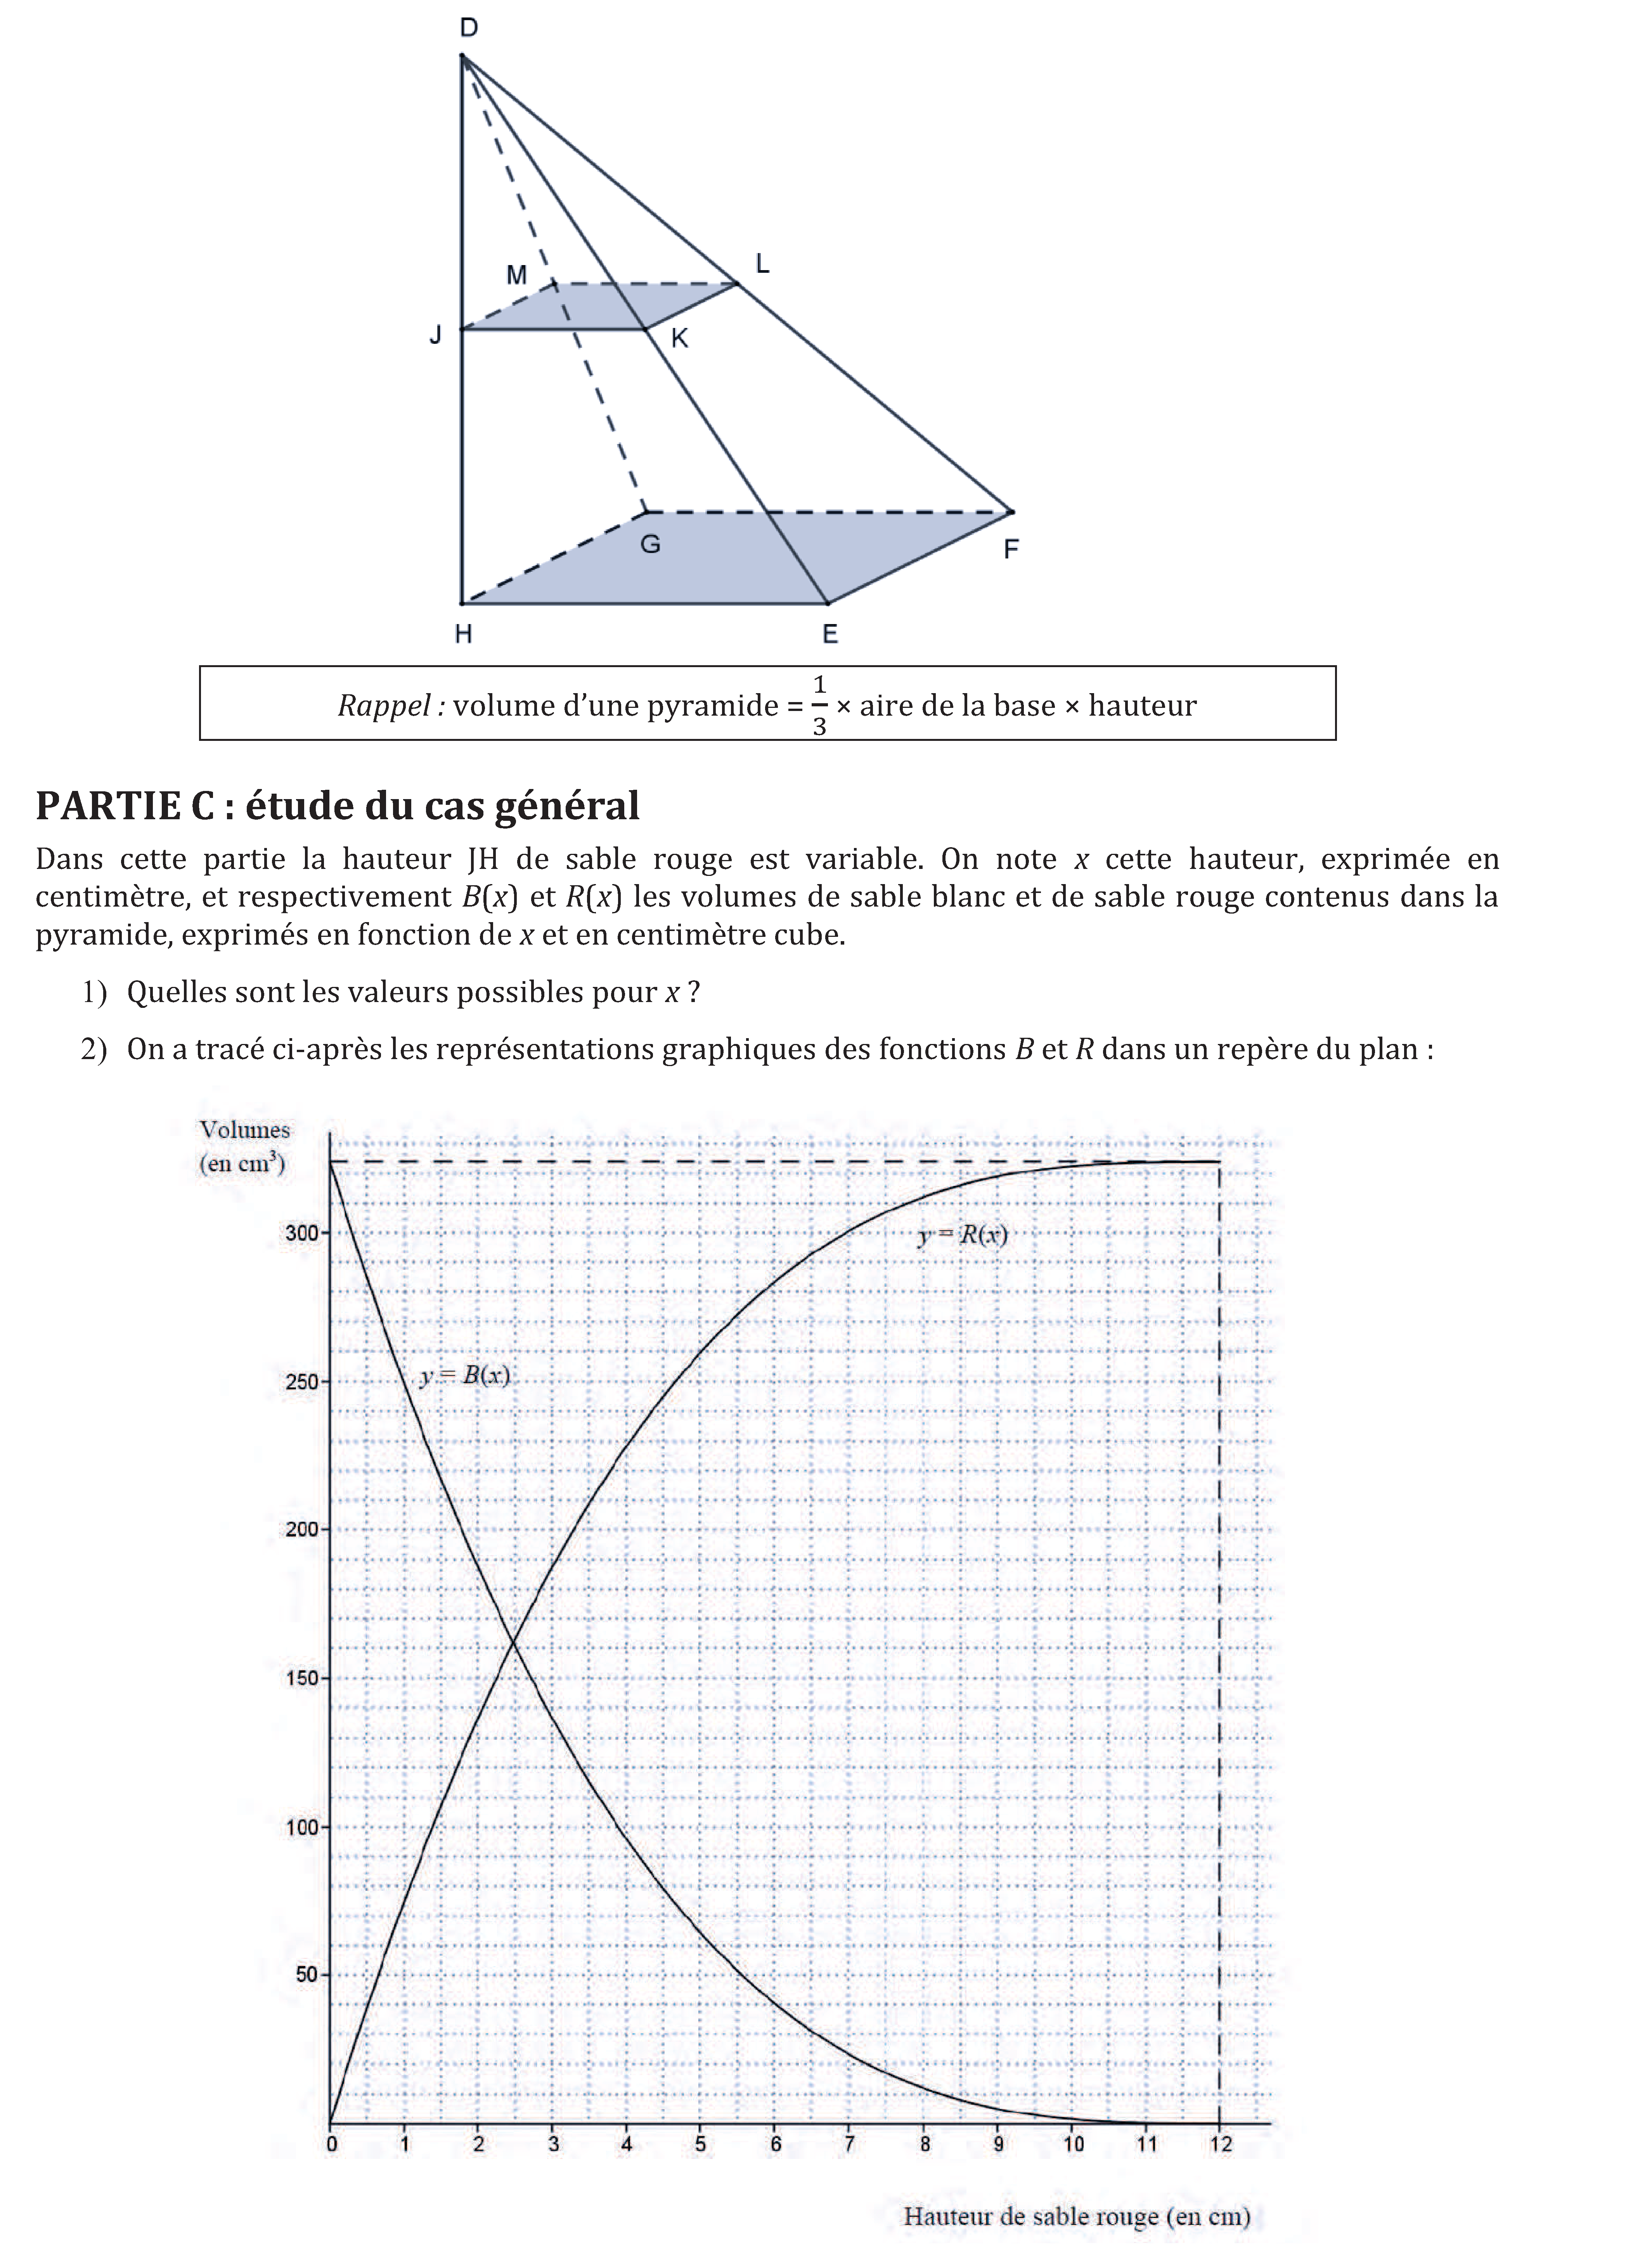 D
M
L
J
K
G
F
H
E
Rappel : volume d’une pyramide = 1/3 × aire de la base × hauteur
PARTIE C : étude du cas général
Dans cette partie la hauteur JH de sable rouge est variable. On note x cette hauteur, exprimée en
centimètre, et respectivement B(x) et R(x) les volumes de sable blanc et de sable rouge contenus dans la
pyramide, exprimés en fonction de x et en centimètre cube.
1) Quelles sont les valeurs possibles pour x ?
2) On a tracé ci-après les représentations graphiques des fonctions B et R dans un repère du plan :
Volumes
(en cm³)
300
y = R(x)
250
y = B(x)
200
150
100
50
0 1 2 3 4 5 6 7 8 9 10 11 12
Hauteur de sable rouge (en cm)